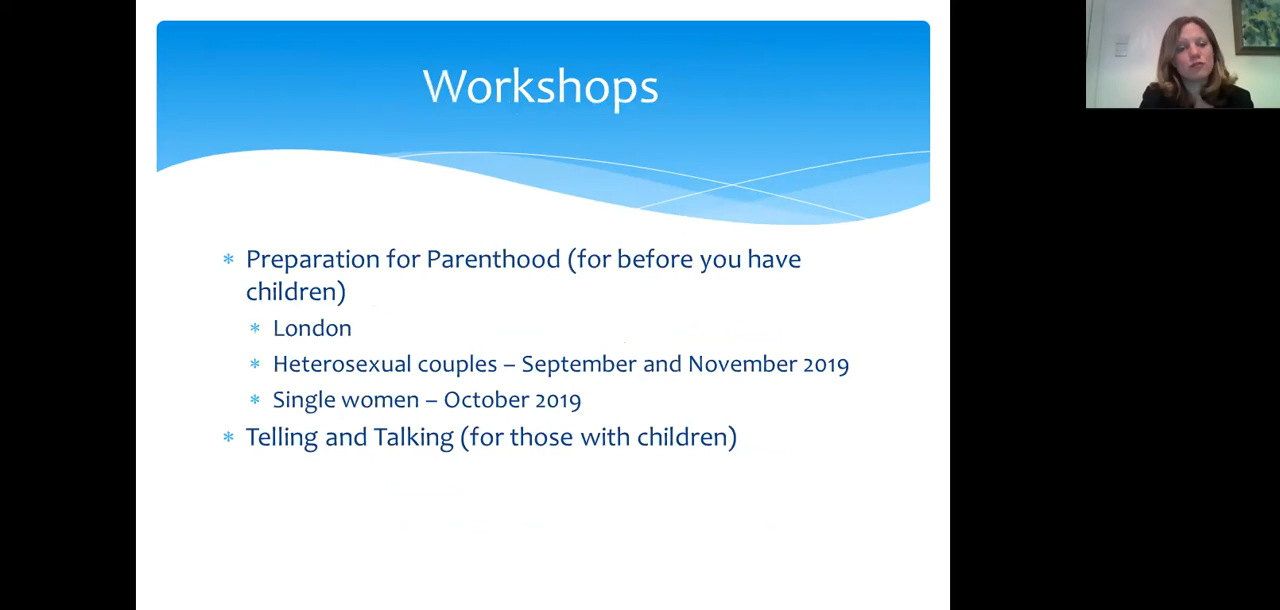 Workshops
* Preparation for Parenthood (for before you have
children)
* London
* Heterosexual couples – September and November 2019
* Single women – October 2019
* Telling and Talking (for those with children)